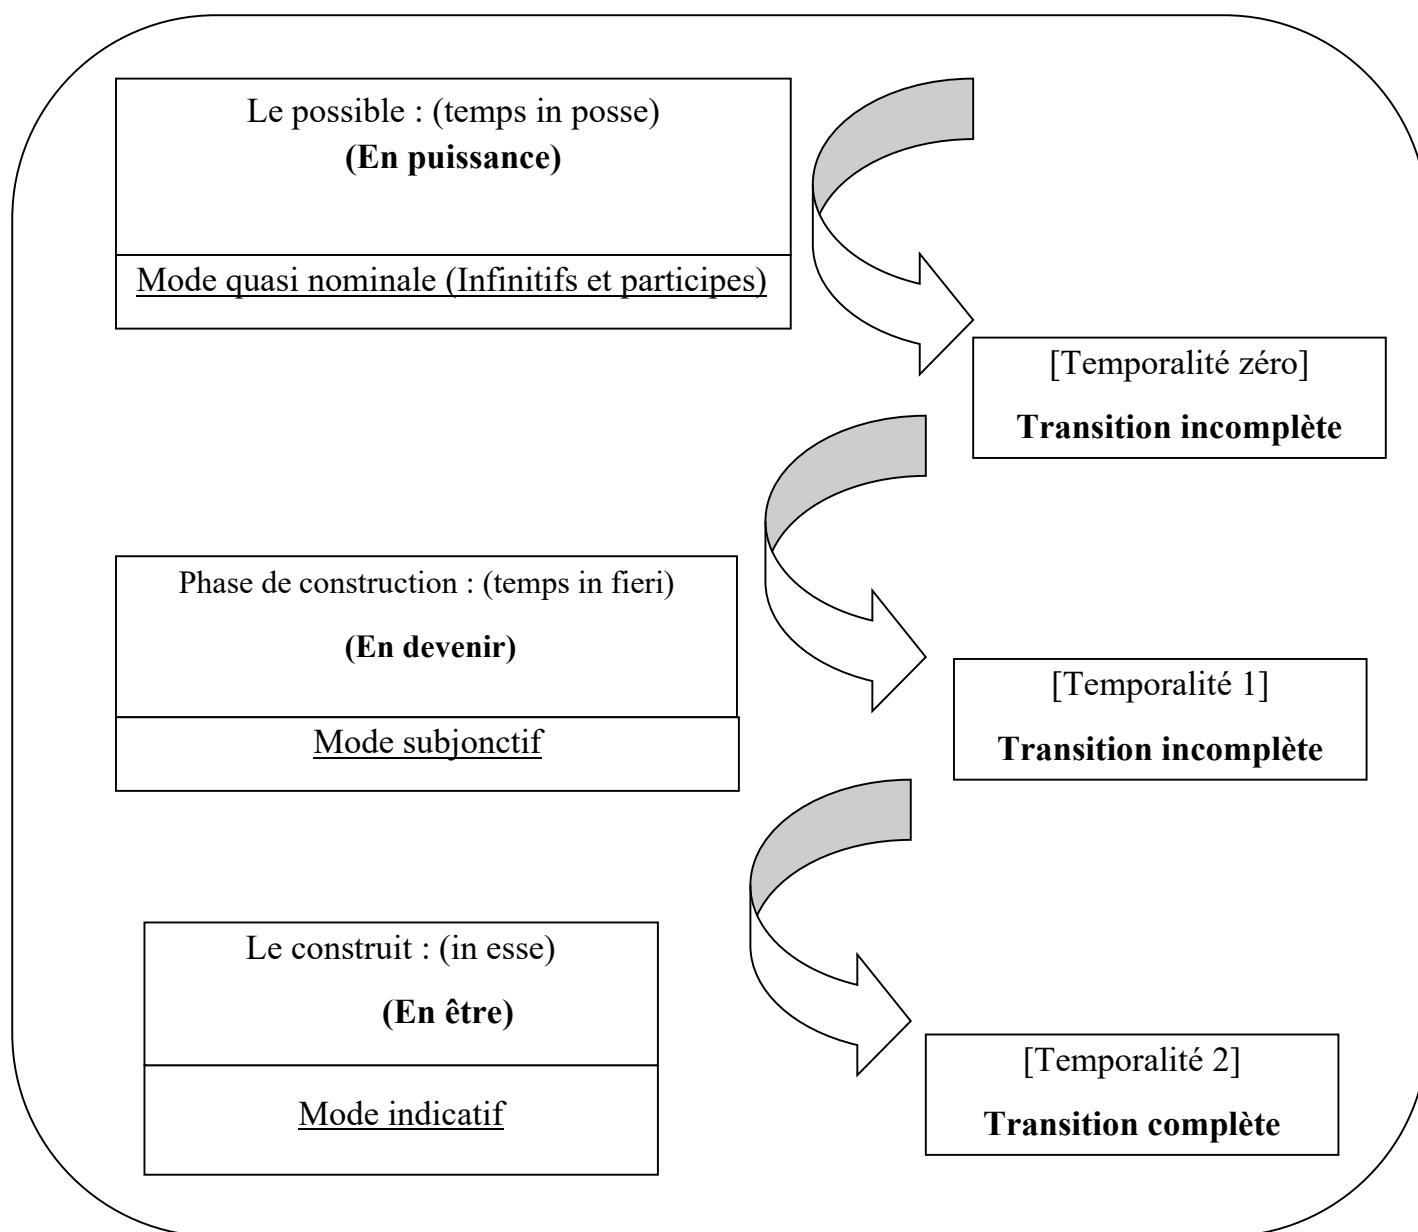 Le possible : (temps in posse)
(En puissance)
Mode quasi nominale (Infinitifs et participes)
[Temporalité zéro]
Transition incomplète
Phase de construction : (temps in fieri)
(En devenir)
Mode subjonctif
[Temporalité 1]
Transition incomplète
Le construit : (in esse)
(En être)
Mode indicatif
[Temporalité 2]
Transition complète